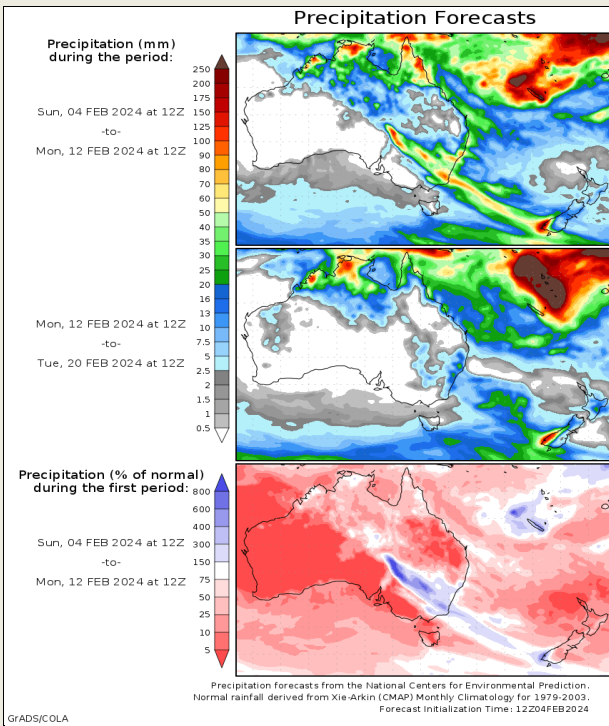 Precipitation Forecasts
Precipitation (mm)
during the period:
250
200
175
150
125
100
90
80
70
60
50
40
35
30
25
20
16
13
10
7.5
5
2.5
2
1.5
1
0.5
Sun, 04 FEB 2024 at 12Z
-to-
Mon, 12 FEB 2024 at 12Z
Mon, 12 FEB 2024 at 12Z
-to-
Tue, 20 FEB 2024 at 12Z
Precipitation (% of normal)
during the first period:
800
600
400
300
150
75
50
25
10
5
Sun, 04 FEB 2024 at 12Z
-to-
Mon, 12 FEB 2024 at 12Z
Precipitation forecasts from the National Centers for Environmental Prediction.
Normal rainfall derived from Xie-Arkin (CMAP) Monthly Climatology for 1979-2003.
Forecast Initialization Time: 12Z04FEB2024
GrADS/COLA